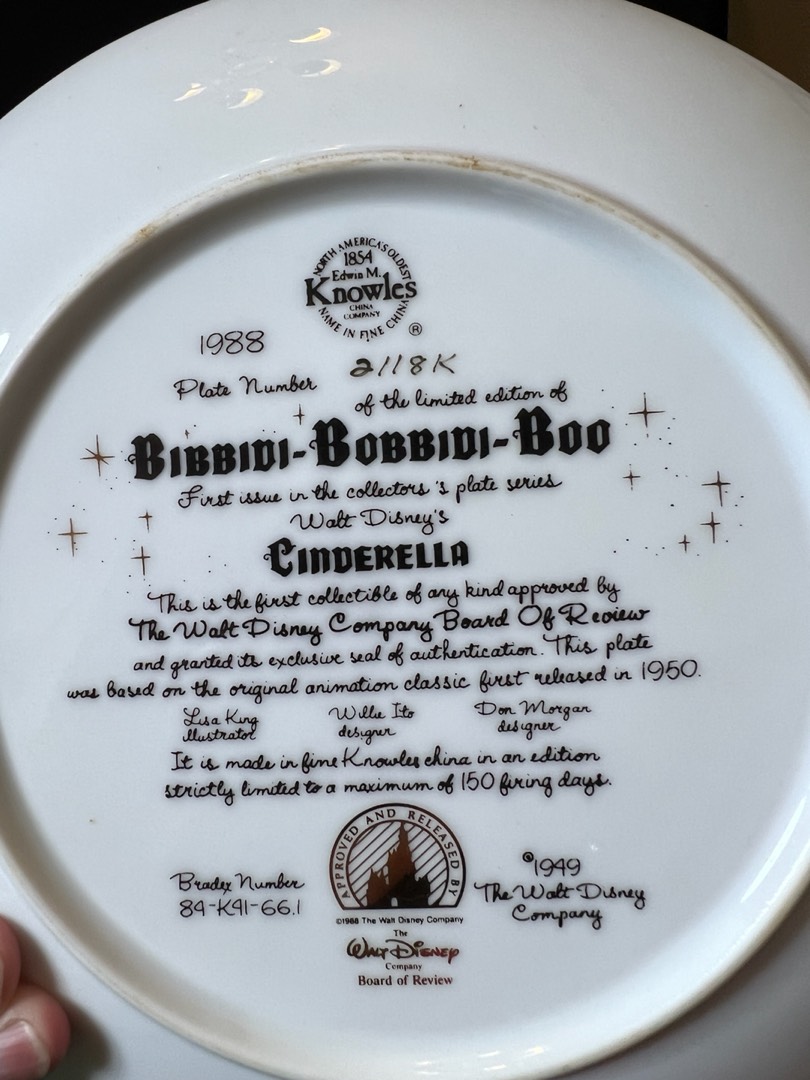 NORTH AMERICA'S OLDEST
1854
Edwin M.
Knowles
CHINA
COMPANY
NAME IN FINE CHINA
®
1988
Plate Number 2118K
of the limited edition of
BIBBIDI-BOBBIDI-BOO
First issue in the collectors's plate series
Walt Disney's
CINDERELLA
This is the first collectible of any kind approved by
The Walt Disney Company Board Of Review
and granted its exclusive seal of authentication. This plate
was based on the original animation classic first released in 1950.
Lisa King Willie Ito Don Morgan
illustrator designer designer
It is made in fine Knowles china in an edition
strictly limited to a maximum of 150 firing days.
APPROVED AND RELEASED BY
Bradex Number
84-K41-66.1
©1949
The Walt Disney
Company
©1988 The Walt Disney Company
The
Walt Disney
Company
Board of Review